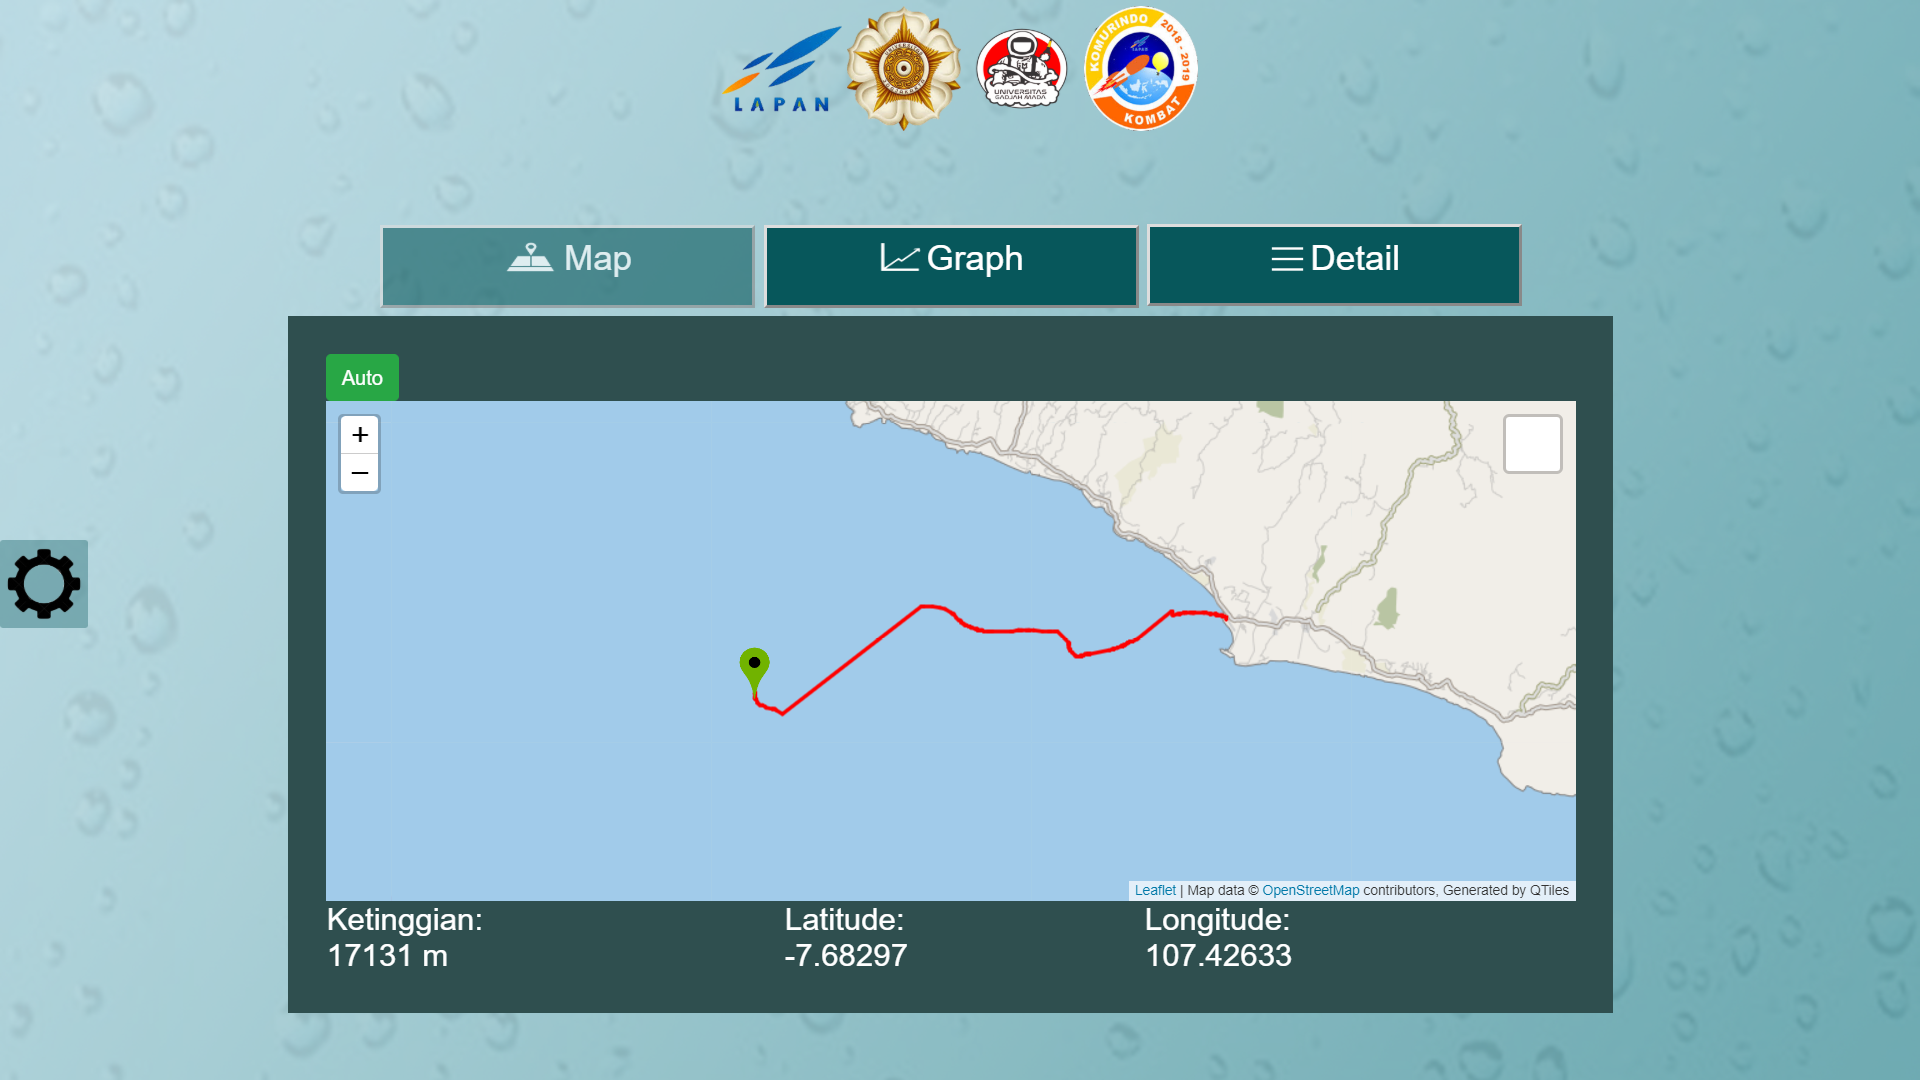 LAPAN
UNIVERSITAS
GADJAH MADA
KOMURINDO 2018 - 2019
LAPAN
KOMBAT
Map
Graph
Detail
Auto
+
−
Leaflet | Map data © OpenStreetMap contributors, Generated by QTiles
Ketinggian:
17131 m
Latitude:
-7.68297
Longitude:
107.42633